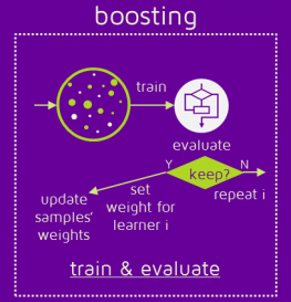 boosting
train
evaluate
Y
keep?
N
update
samples'
weights
set
weight for
learner i
repeat i
train & evaluate